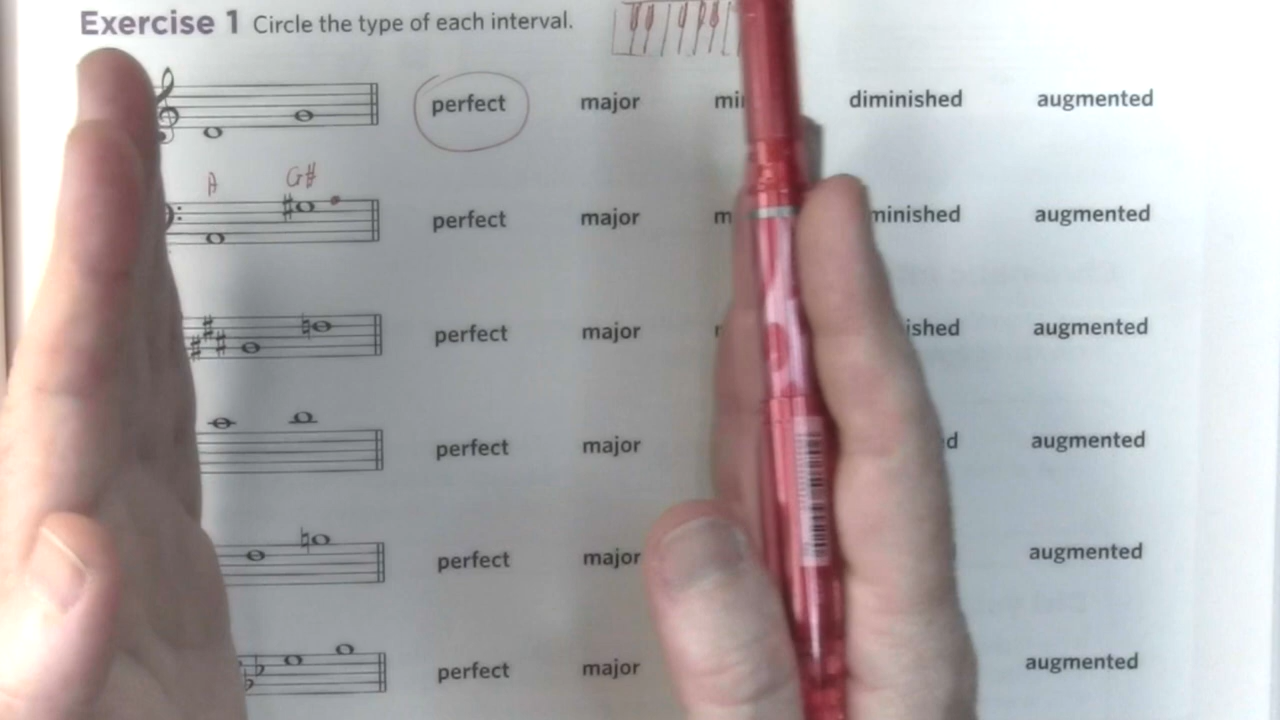 Exercise 1 Circle the type of each interval.
perfect major diminished augmented
A G#
perfect major augmented
perfect major augmented
perfect major augmented
perfect major augmented
perfect major augmented